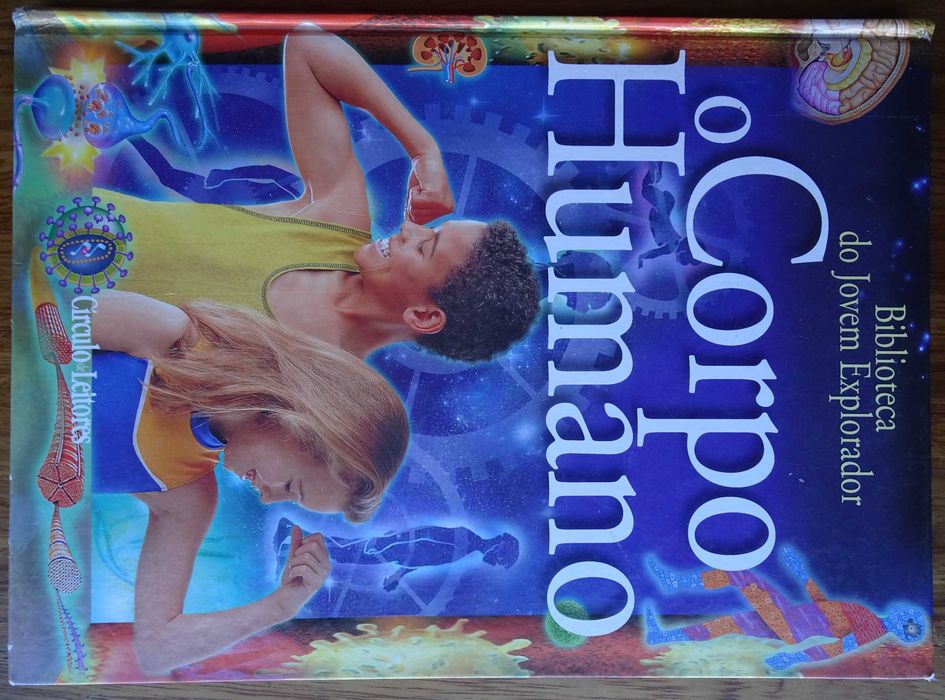 Biblioteca
do Jovem Explorador
O Corpo
Humano
Círculo de Leitores